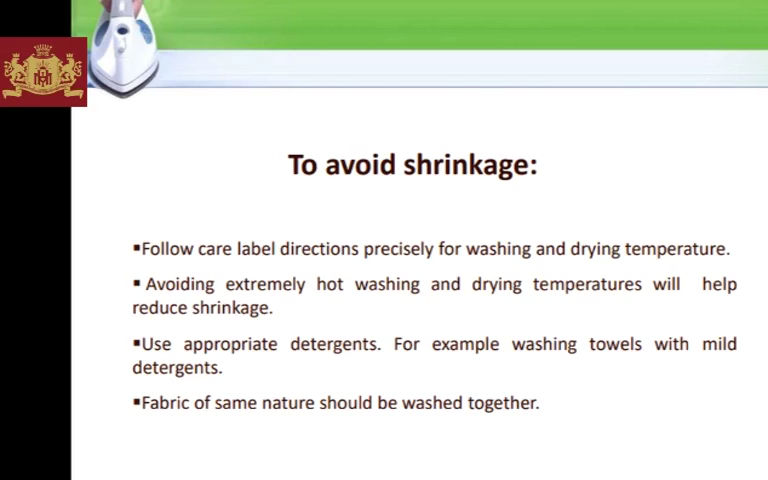 To avoid shrinkage:
▪Follow care label directions precisely for washing and drying temperature.
▪ Avoiding extremely hot washing and drying temperatures will help
reduce shrinkage.
▪Use appropriate detergents. For example washing towels with mild
detergents.
▪Fabric of same nature should be washed together.